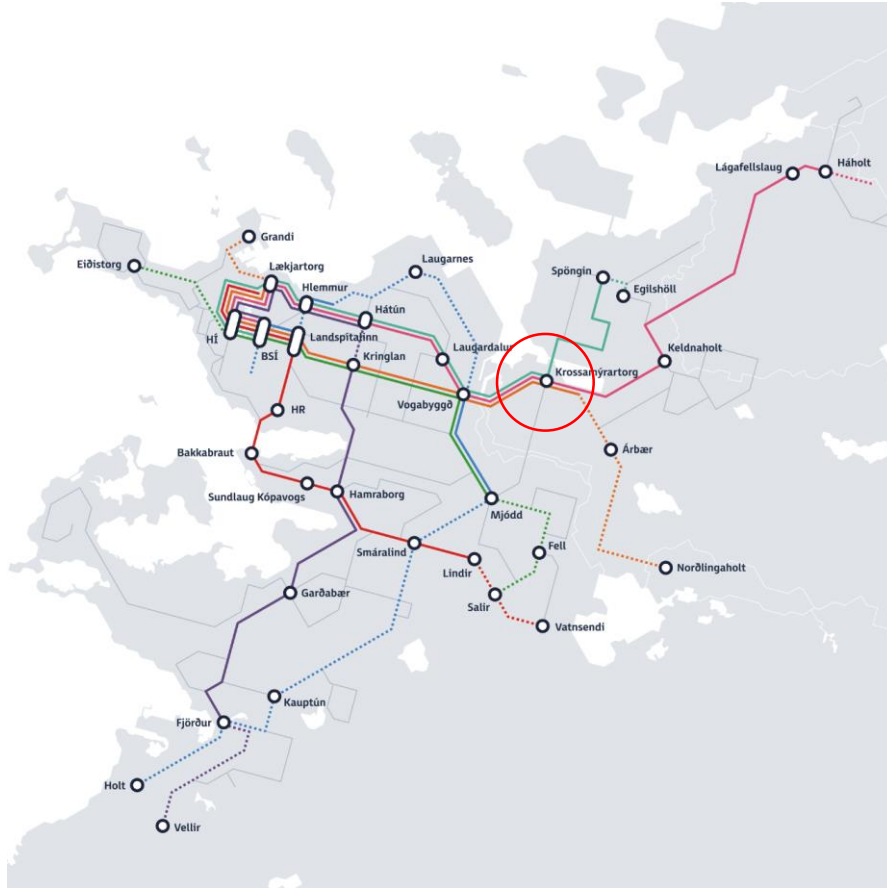 Lágafellslaug
Háholt
Grandi
Eiðistorg
Lækjartorg
Laugarnes
Spöngin
Hlemmur
Egilshöll
Hátún
HÍ
BSÍ
Landspítalinn
Kringlan
Laugardalur
Keldnaholt
Krossamýrartorg
Vogabyggð
HR
Bakkabraut
Árbær
Sundlaug Kópavogs
Hamraborg
Mjódd
Smáralind
Fell
Lindir
Norðlingaholt
Garðabær
Salir
Vatnsendi
Kauptún
Fjörður
Holt
Vellir